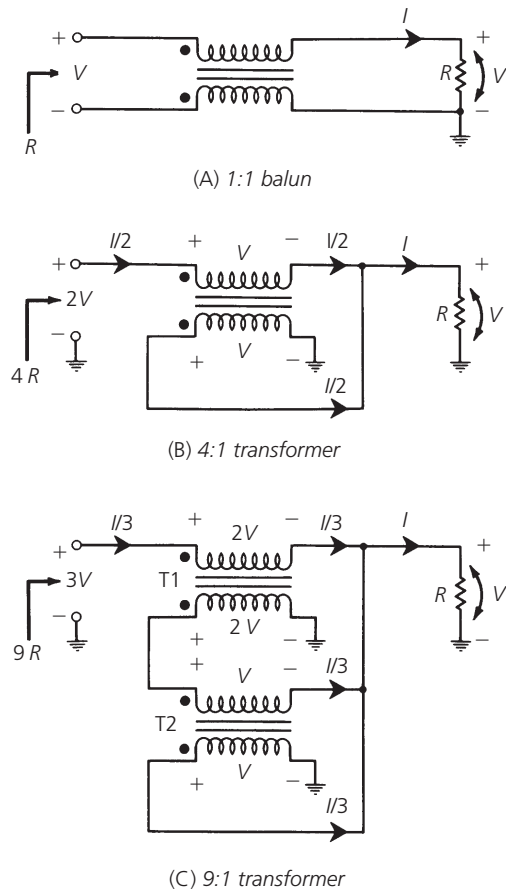 I
+ +
V R V
− −
R
(A) 1:1 balun
I/2 + V − I/2 I
+ +
2V R V
−
4 R + V −
I/2
(B) 4:1 transformer
I/3 + 2V − I/3 I
+ +
3V T1 R V
− −
9 R + 2 V −
+ V − I/3
T2
+ V −
I/3
(C) 9:1 transformer